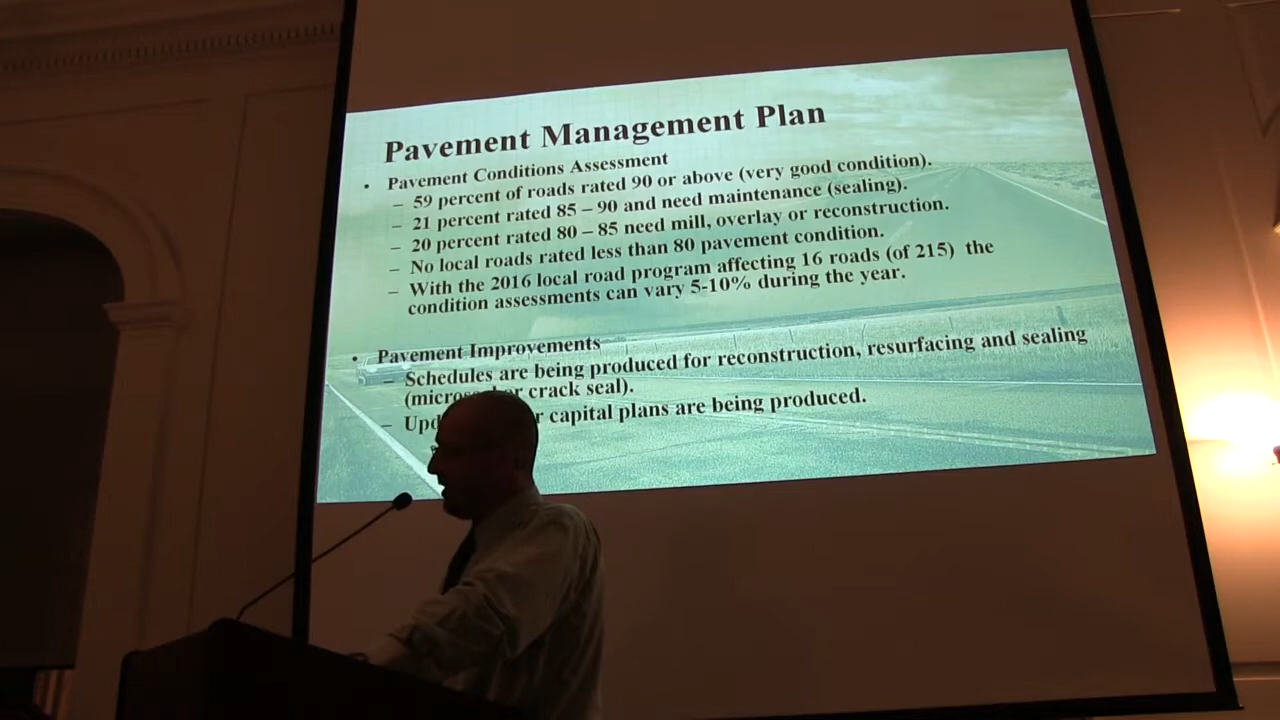 Pavement Management Plan
• Pavement Conditions Assessment
– 59 percent of roads rated 90 or above (very good condition).
– 21 percent rated 85 – 90 and need maintenance (sealing).
– 20 percent rated 80 – 85 need mill, overlay or reconstruction.
– No local roads rated less than 80 pavement condition.
– With the 2016 local road program affecting 16 roads (of 215) the
condition assessments can vary 5-10% during the year.
• Pavement Improvements
Schedules are being produced for reconstruction, resurfacing and sealing
crack seal).
– capital plans are being produced.